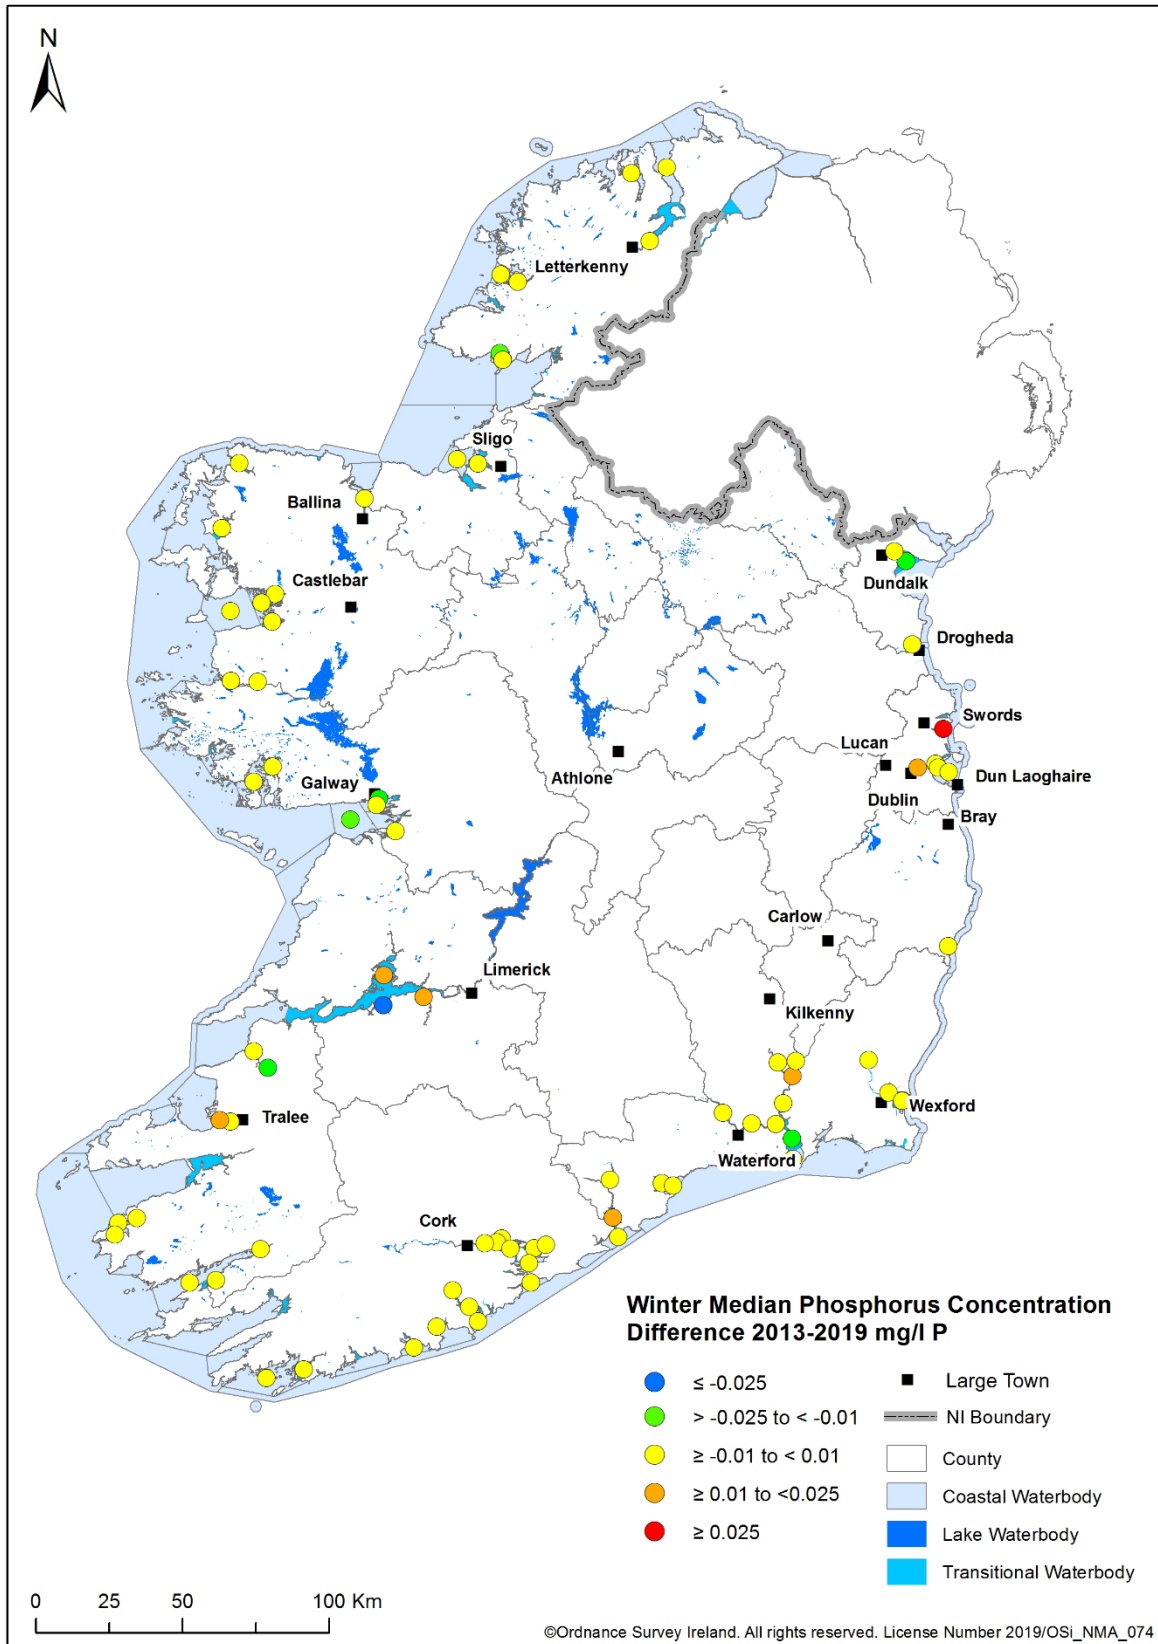 N
Letterkenny
Sligo
Ballina
Castlebar
Dundalk
Drogheda
Swords
Lucan
Athlone
Galway
Dun Laoghaire
Dublin
Bray
Carlow
Limerick
Kilkenny
Tralee
Wexford
Waterford
Cork
Winter Median Phosphorus Concentration
Difference 2013-2019 mg/l P
≤ -0.025
> -0.025 to < -0.01
≥ -0.01 to < 0.01
≥ 0.01 to <0.025
≥ 0.025
Large Town
NI Boundary
County
Coastal Waterbody
Lake Waterbody
Transitional Waterbody
0 25 50 100 Km
©Ordnance Survey Ireland. All rights reserved. License Number 2019/OSi_NMA_074